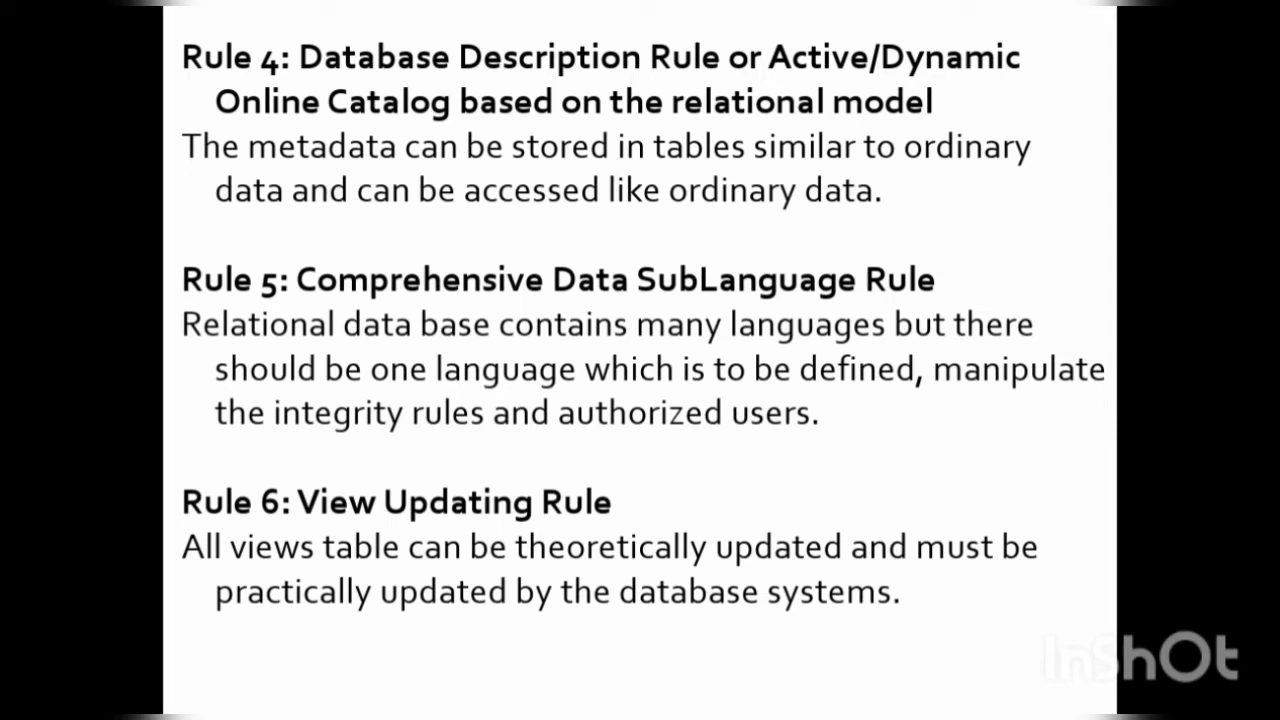 Rule 4: Database Description Rule or Active/Dynamic
Online Catalog based on the relational model
The metadata can be stored in tables similar to ordinary
data and can be accessed like ordinary data.
Rule 5: Comprehensive Data SubLanguage Rule
Relational data base contains many languages but there
should be one language which is to be defined, manipulate
the integrity rules and authorized users.
Rule 6: View Updating Rule
All views table can be theoretically updated and must be
practically updated by the database systems.
InShOt